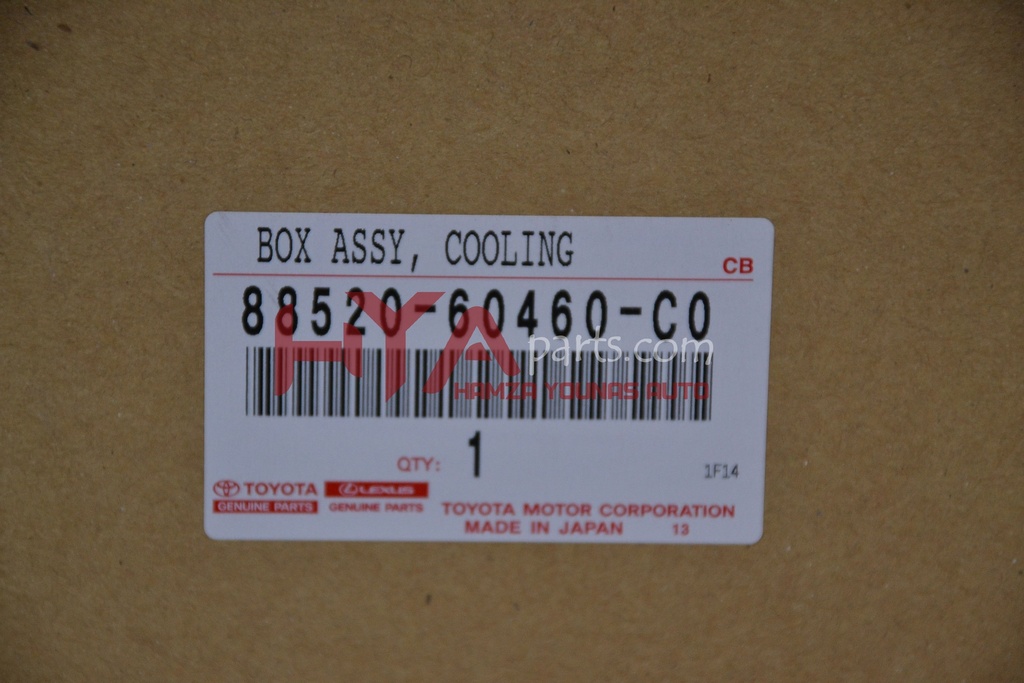 BOX ASSY, COOLING
CB
88520-60460-C0
HYA parts.com
HAMZA YOUNAS AUTO
QTY: 1
1F14
TOYOTA
GENUINE PARTS
LEXUS
GENUINE PARTS
TOYOTA MOTOR CORPORATION
MADE IN JAPAN 13